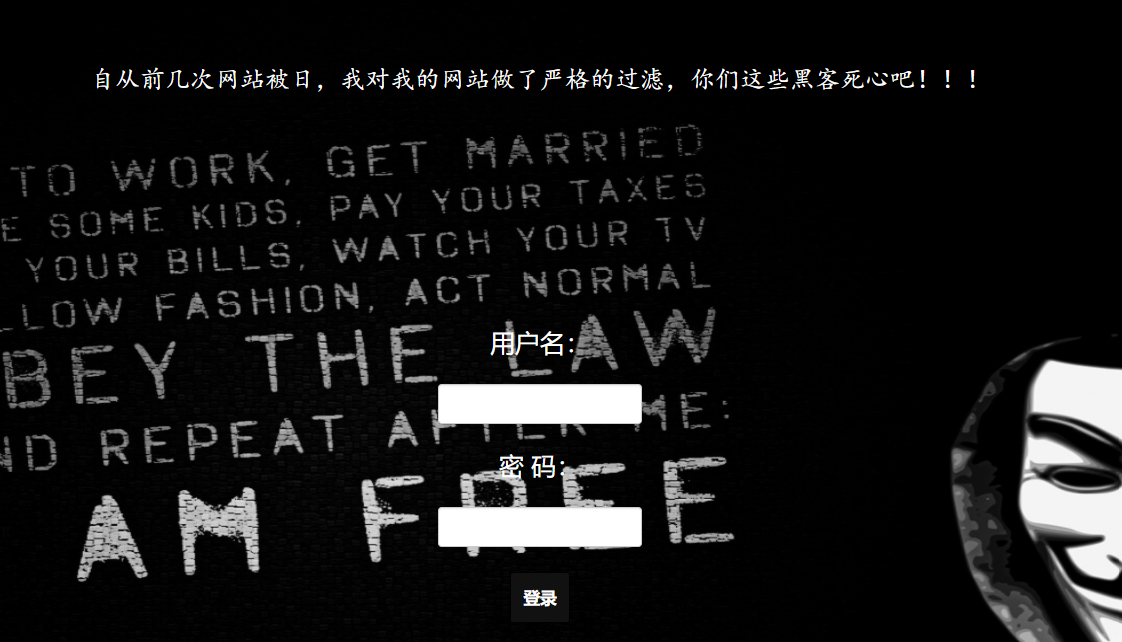 自从前几次网站被日，我对我的网站做了严格的过滤，你们这些黑客死心吧！！！
TO WORK, GET MARRIED
E SOME KIDS, PAY YOUR TAXES
YOUR BILLS, WATCH YOUR TV
LLOW FASHION, ACT NORMAL
BEY THE LAW
用户名：
ND REPEAT AFTER ME:
密 码：
AM FREE
登录